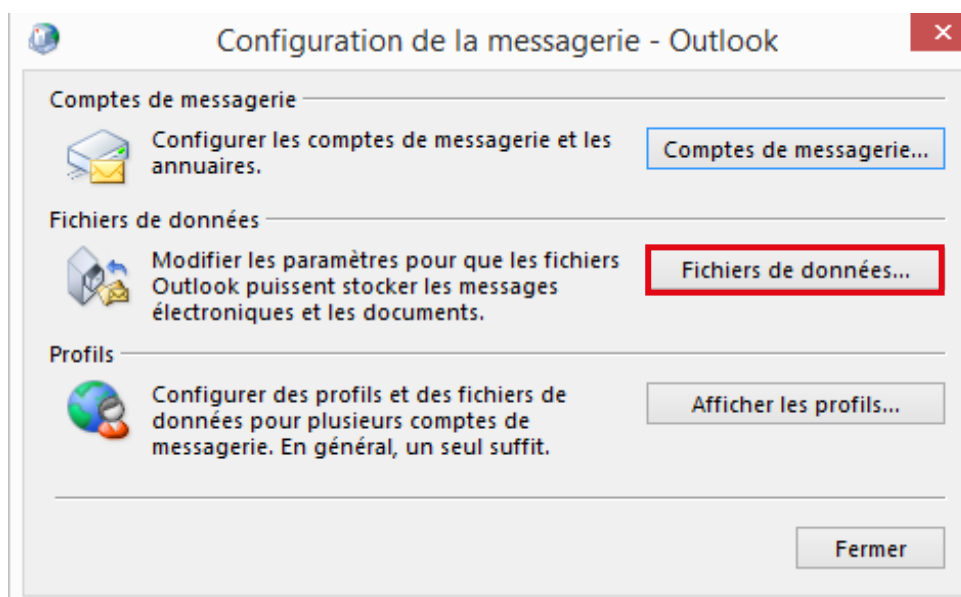 Configuration de la messagerie - Outlook
Comptes de messagerie
Configurer les comptes de messagerie et les
annuaires.
Comptes de messagerie...
Fichiers de données
Modifier les paramètres pour que les fichiers
Outlook puissent stocker les messages
électroniques et les documents.
Fichiers de données...
Profils
Configurer des profils et des fichiers de
données pour plusieurs comptes de
messagerie. En général, un seul suffit.
Afficher les profils...
Fermer